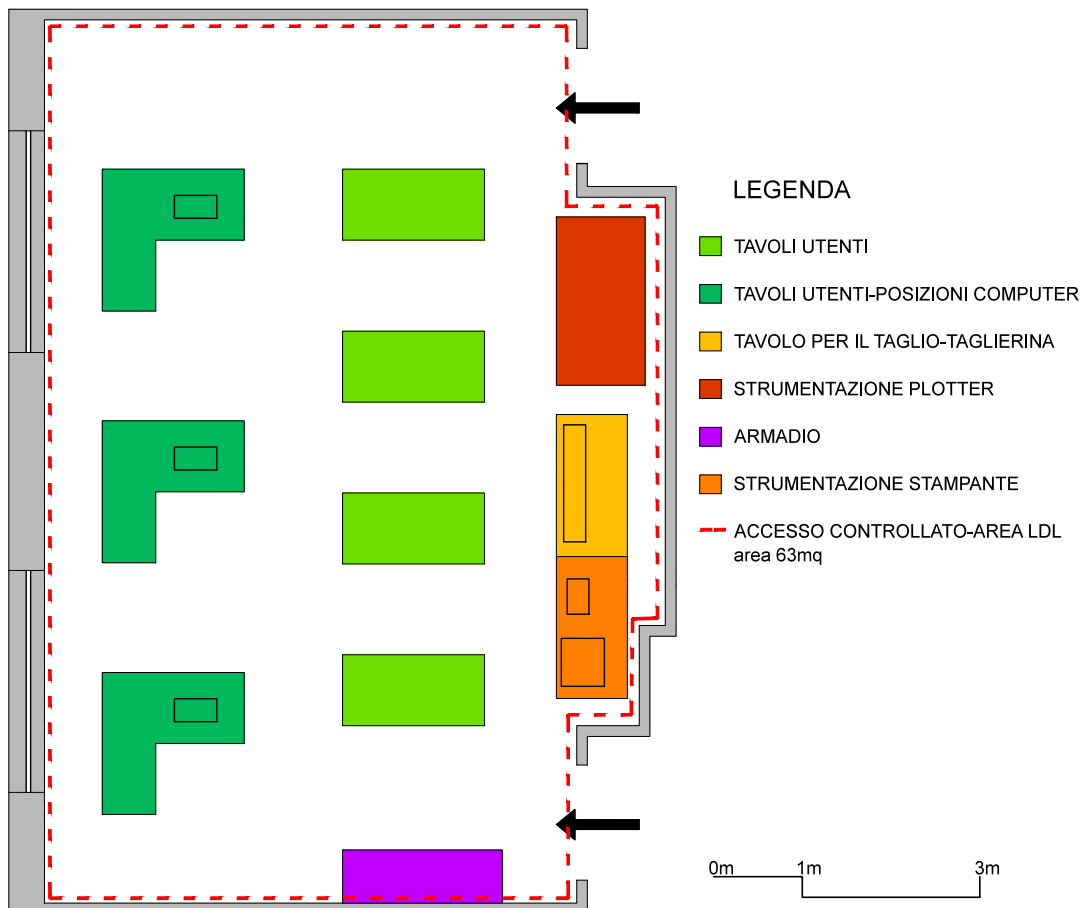 LEGENDA
TAVOLI UTENTI
TAVOLI UTENTI-POSIZIONI COMPUTER
TAVOLO PER IL TAGLIO-TAGLIERINA
STRUMENTAZIONE PLOTTER
ARMADIO
STRUMENTAZIONE STAMPANTE
ACCESSO CONTROLLATO-AREA LDL
area 63mq
0m 1m 3m